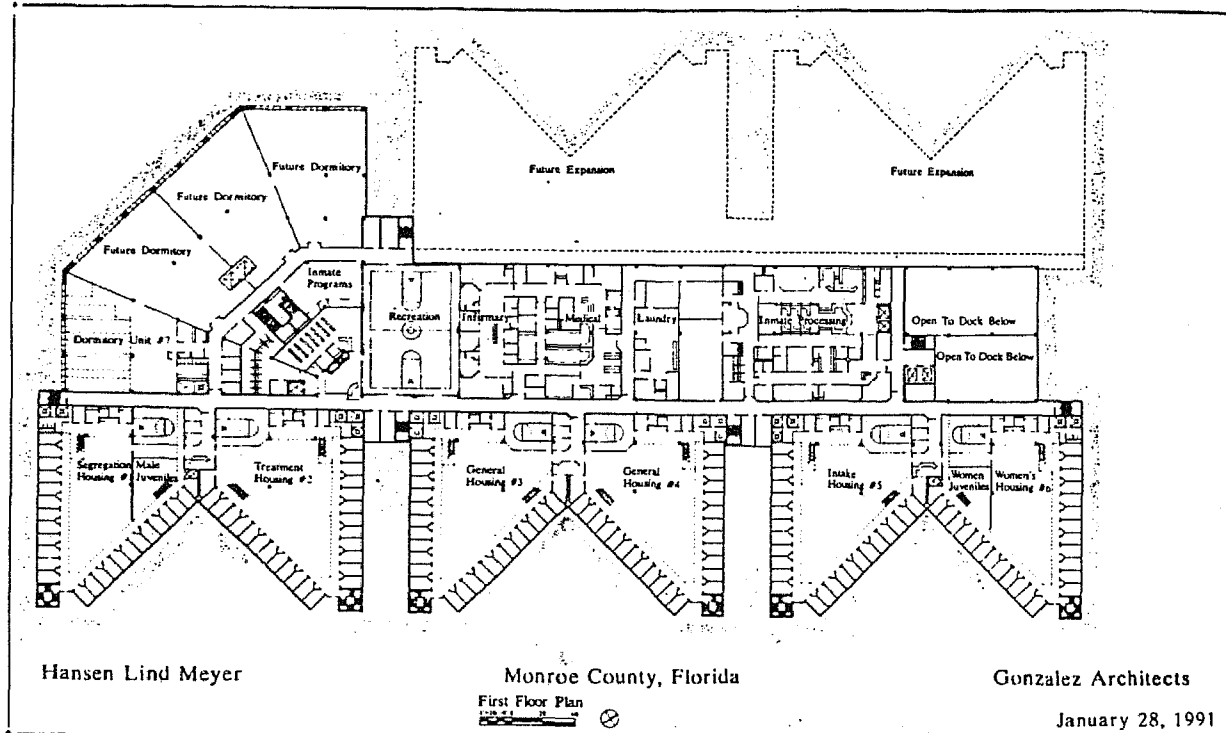 Future Expansion
Future Expansion
Future Dormitory
Future Dormitory
Future Dormitory
Inmate
Programs
Recreation
Infirmary
Medical
Laundry
Inmate Processing
Open To Dock Below
Open To Dock Below
Dormitory Unit #7
Segregation
Housing
Male
Juveniles
Treatment
Housing #2
General
Housing #3
General
Housing #4
Intake
Housing #5
Women
Juveniles
Women's
Housing #6
Hansen Lind Meyer
Monroe County, Florida
Gonzalez Architects
First Floor Plan
January 28, 1991